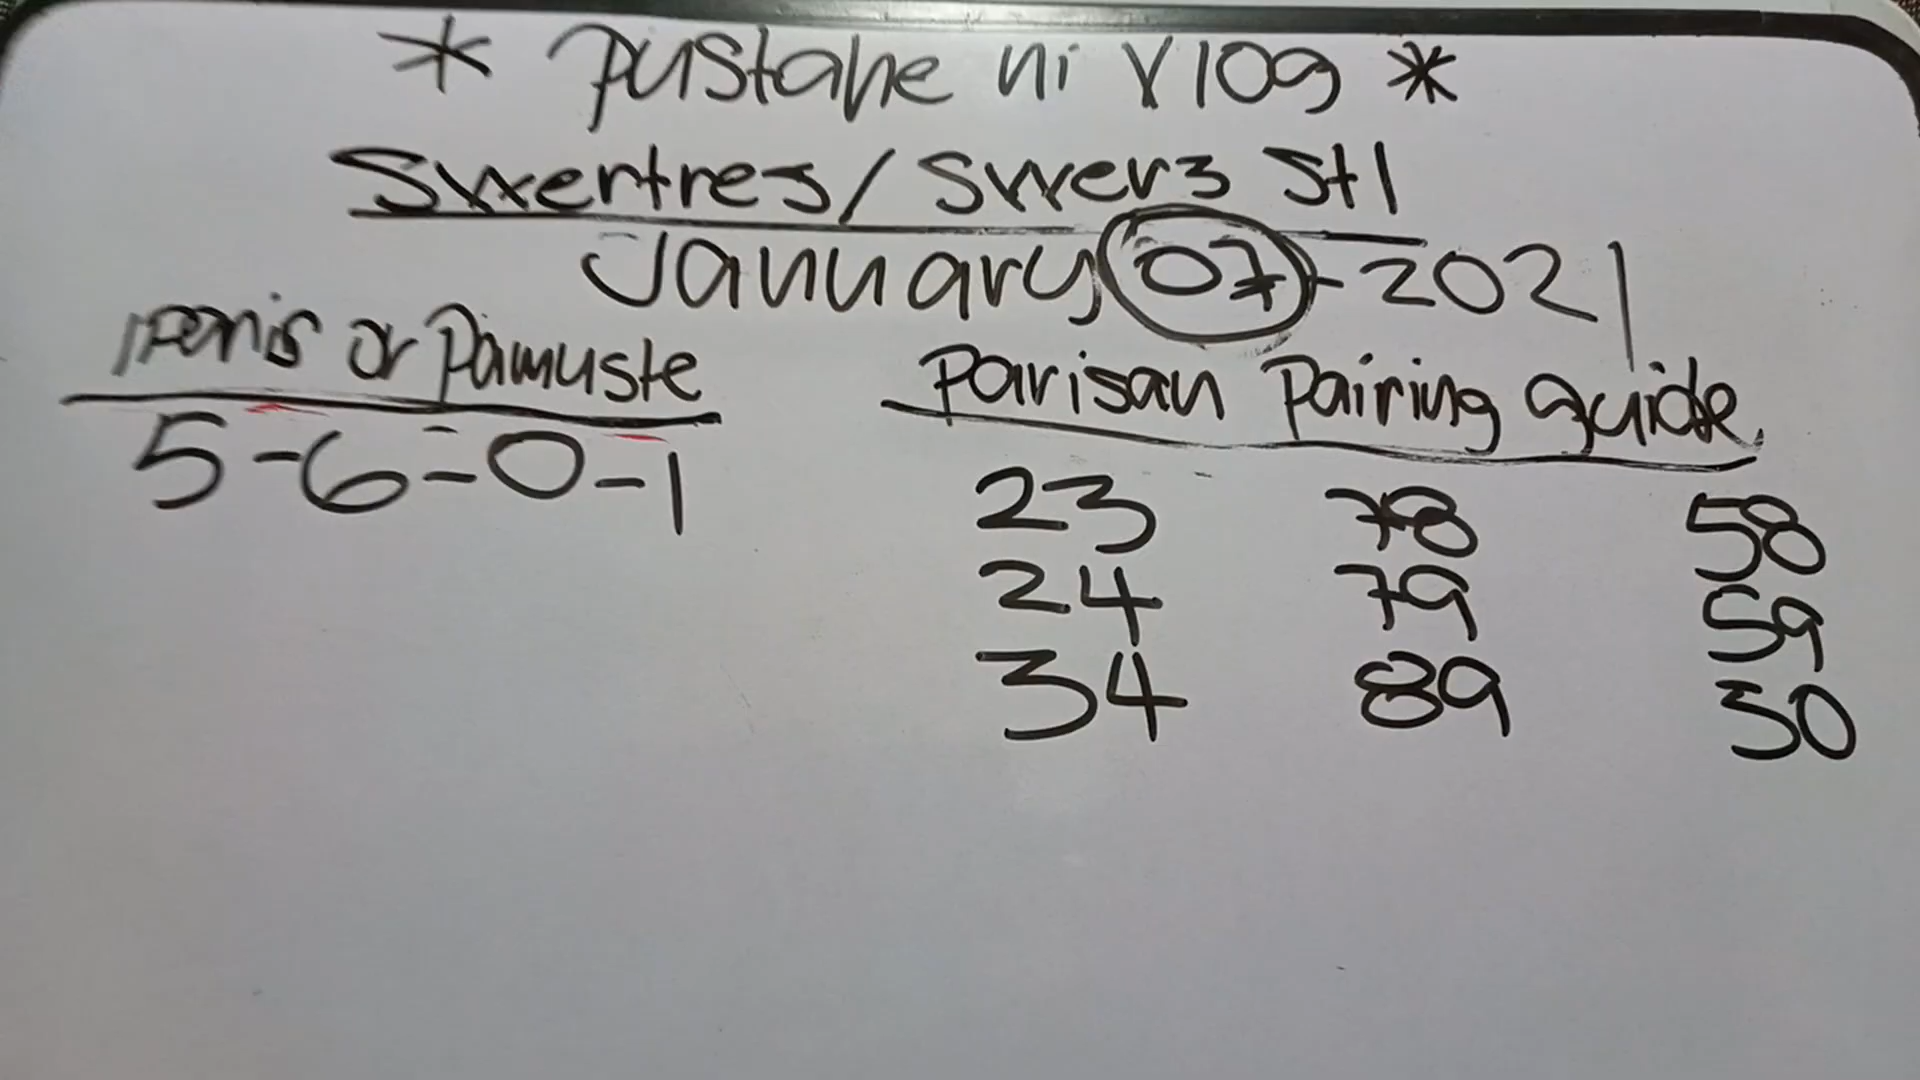 * Pustahe ni Vlog *
Swertres/Swer3 Stl
January 07-2021
or Pamuste
5-6-0-1
Parisan Pairing guide
23 78 58
24 79 59
34 89 50